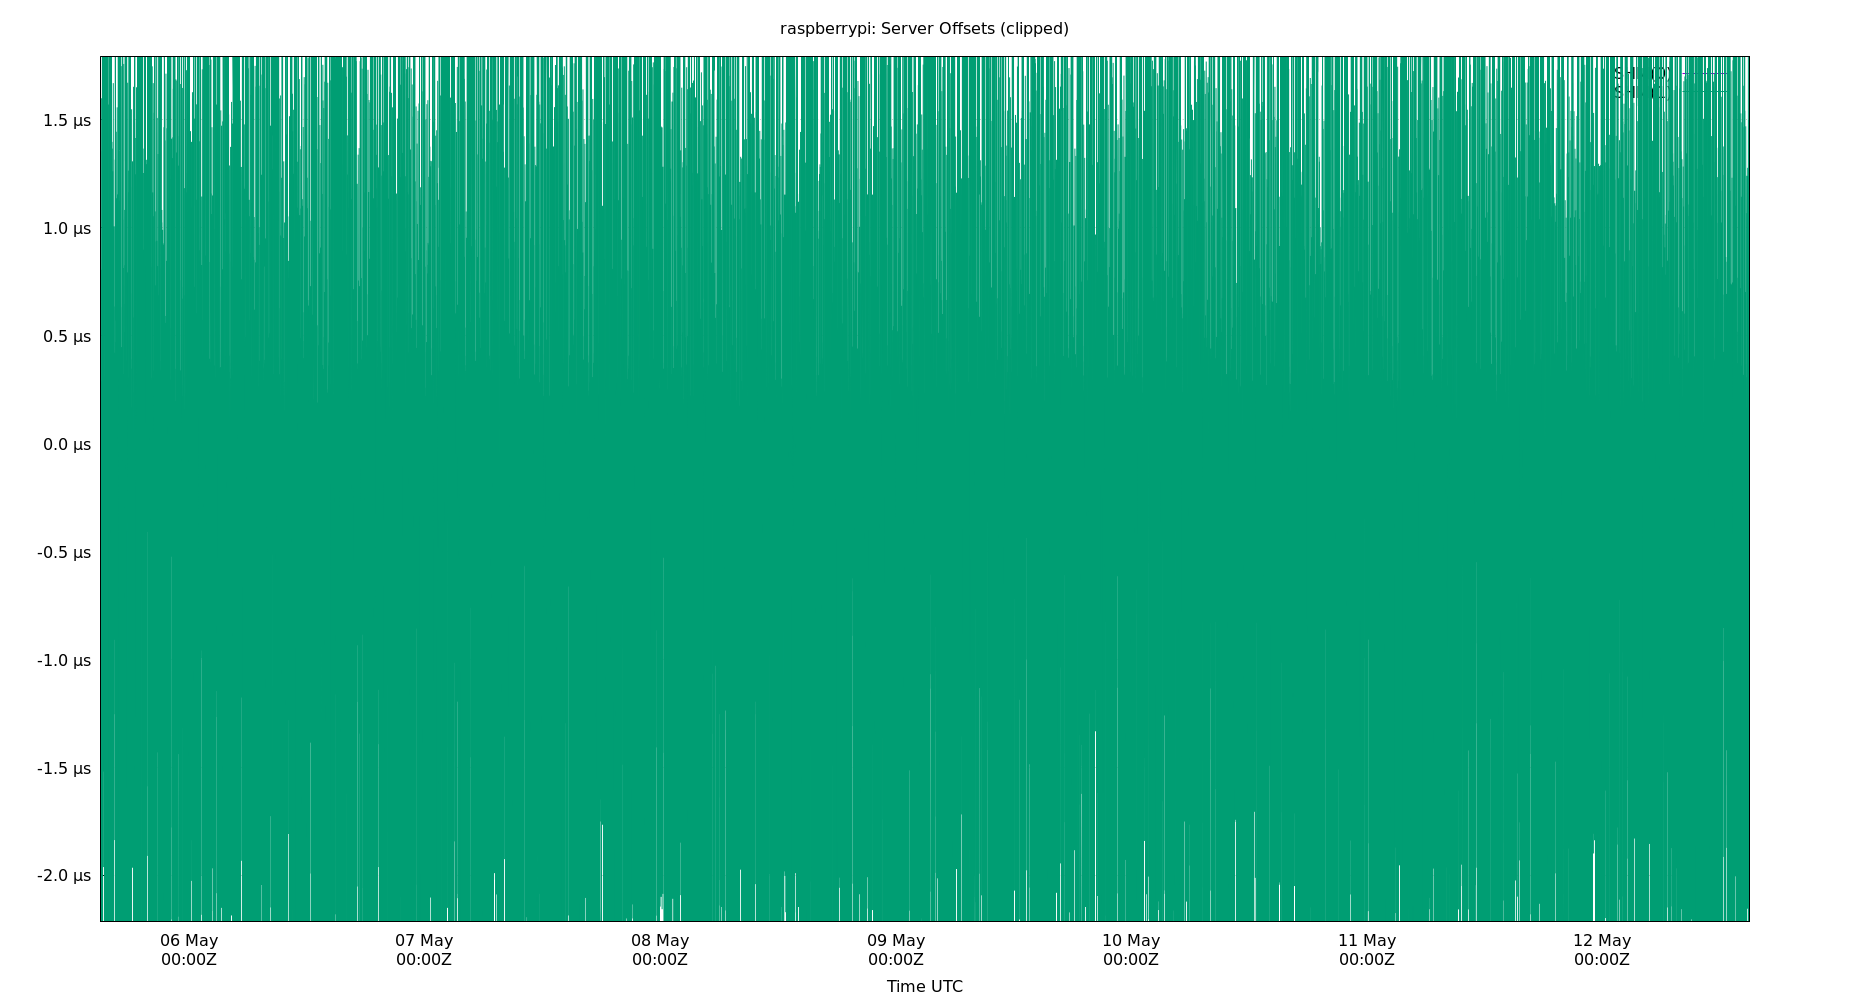 raspberrypi: Server Offsets (clipped)
1.5 µs
1.0 µs
0.5 µs
0.0 µs
-0.5 µs
-1.0 µs
-1.5 µs
-2.0 µs
06 May 07 May 08 May 09 May 10 May 11 May 12 May
00:00Z 00:00Z 00:00Z 00:00Z 00:00Z 00:00Z 00:00Z
Time UTC